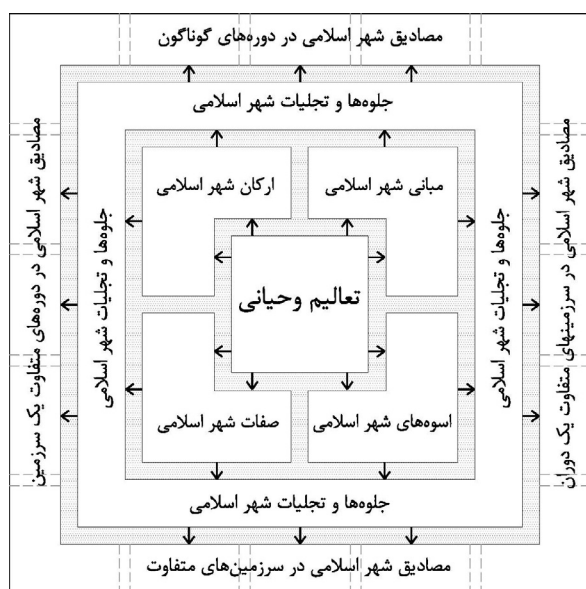 مصادیق شهر اسلامی در دوره‌های گوناگون
جلوه‌ها و تجلیات شهر اسلامی
مبانی شهر اسلامی
ارکان شهر اسلامی
تعالیم وحیانی
اسوه‌های شهر اسلامی
صفات شهر اسلامی
جلوه‌ها و تجلیات شهر اسلامی
جلوه‌ها و تجلیات شهر اسلامی
جلوه‌ها و تجلیات شهر اسلامی
مصادیق شهر اسلامی در سرزمینهای متفاوت یک دوران
مصادیق شهر اسلامی در دوره‌های متفاوت یک سرزمین
مصادیق شهر اسلامی در سرزمین‌های متفاوت